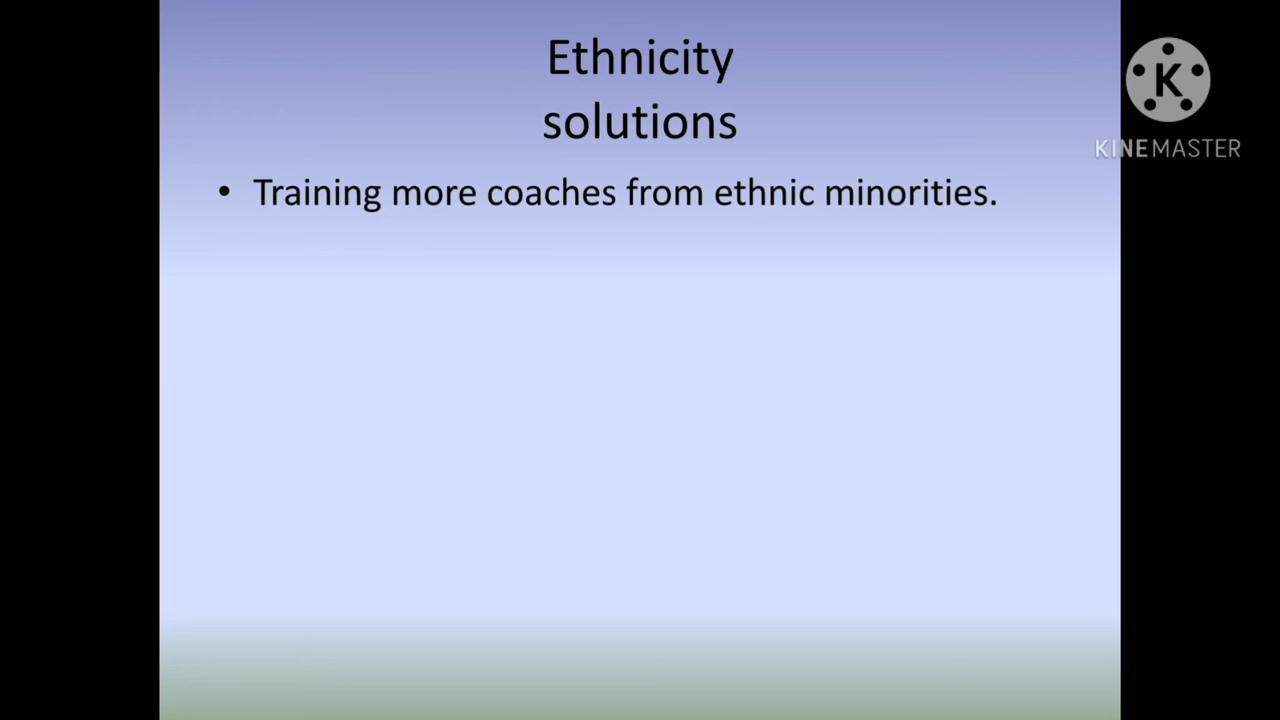 Ethnicity
solutions
• Training more coaches from ethnic minorities.
K
KINEMASTER